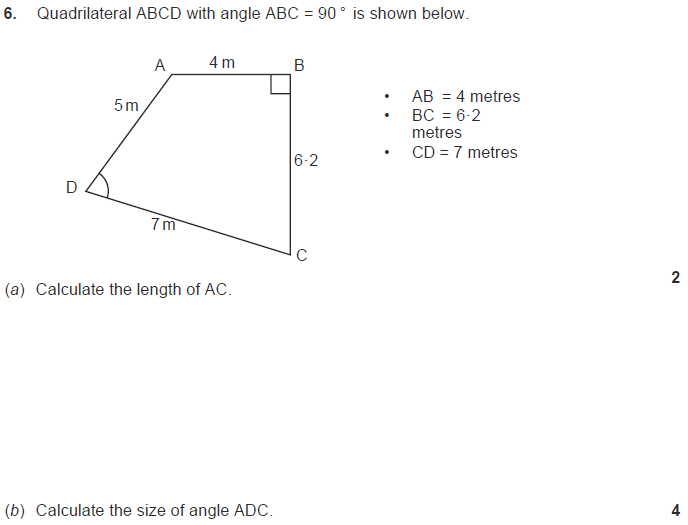 6. Quadrilateral ABCD with angle ABC = 90° is shown below.
A 4 m B
5 m
• AB = 4 metres
• BC = 6·2
metres
• CD = 7 metres
6·2
D
7 m
C
2
(a) Calculate the length of AC.
(b) Calculate the size of angle ADC. 4